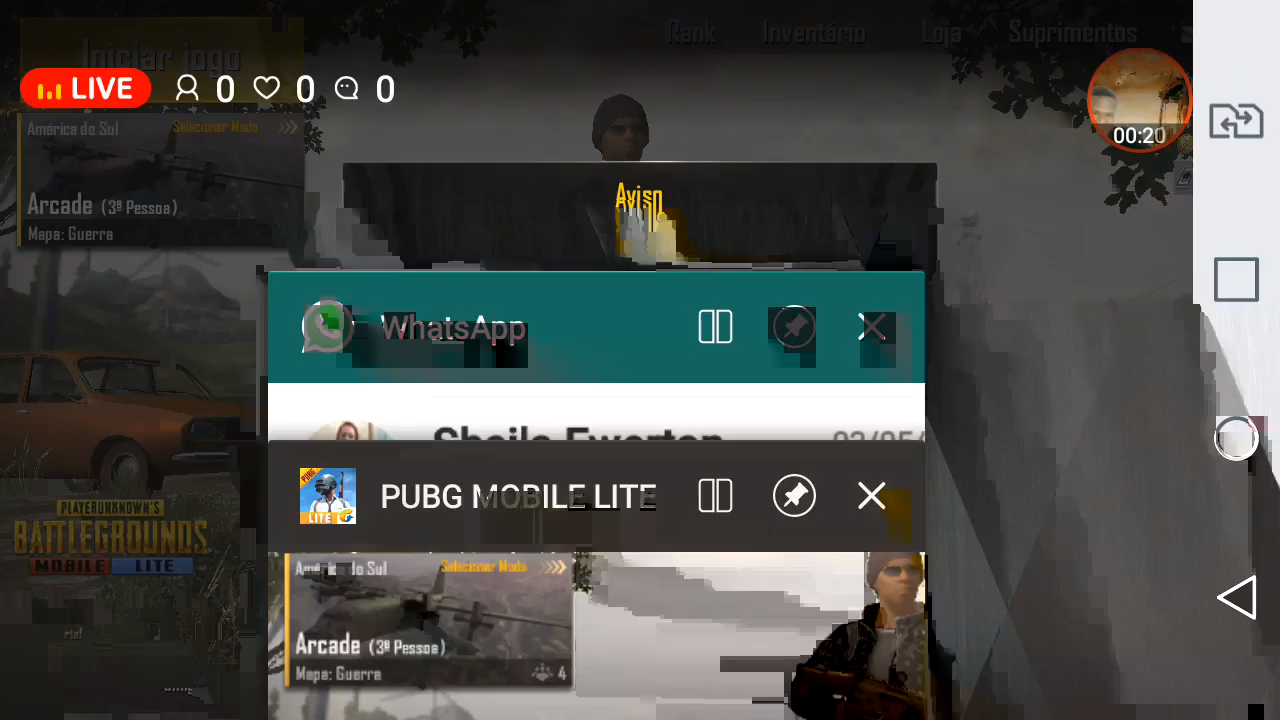 Rank Inventário Loja Suprimentos
Iniciar jogo
LIVE 0 0 0
00:20
América do Sul Selecionar Modo
Arcade (3ª Pessoa)
Mapa: Guerra
Aviso
WhatsApp
Sheila Ewerton
PUBG MOBILE LITE
PLAYERUNKNOWN'S
BATTLEGROUNDS
MOBILE LITE
Selecionar Modo
Arcade (3ª Pessoa)
Mapa: Guerra 4